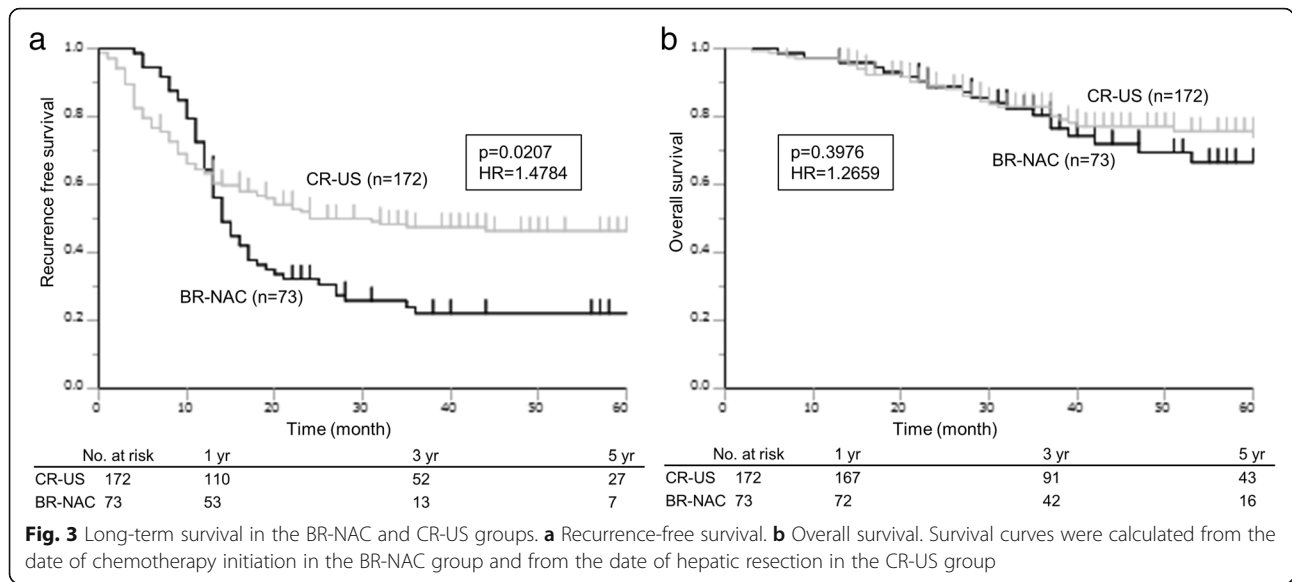 a
1.0
0.8
0.6
0.4
0.2
0.0
Recurrence free survival
p=0.0207
HR=1.4784
CR-US (n=172)
BR-NAC (n=73)
0 10 20 30 40 50 60
Time (month)
No. at risk 1 yr 3 yr 5 yr
CR-US 172 110 52 27
BR-NAC 73 53 13 7
b
1.0
0.8
0.6
0.4
0.2
0.0
Overall survival
CR-US (n=172)
p=0.3976
HR=1.2659
BR-NAC (n=73)
0 10 20 30 40 50 60
Time (month)
No. at risk 1 yr 3 yr 5 yr
CR-US 172 167 91 43
BR-NAC 73 72 42 16
Fig. 3 Long-term survival in the BR-NAC and CR-US groups. a Recurrence-free survival. b Overall survival. Survival curves were calculated from the
date of chemotherapy initiation in the BR-NAC group and from the date of hepatic resection in the CR-US group